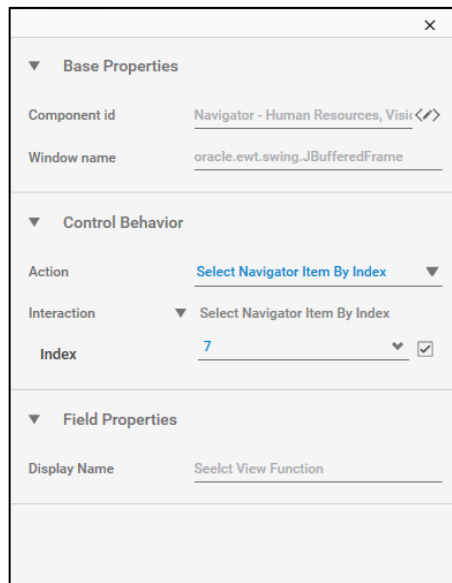 Base Properties
Component id Navigator - Human Resources, Visi
Window name oracle.ewt.swing.JBufferedFrame
Control Behavior
Action Select Navigator Item By Index
Interaction Select Navigator Item By Index
Index 7
Field Properties
Display Name Seelct View Function